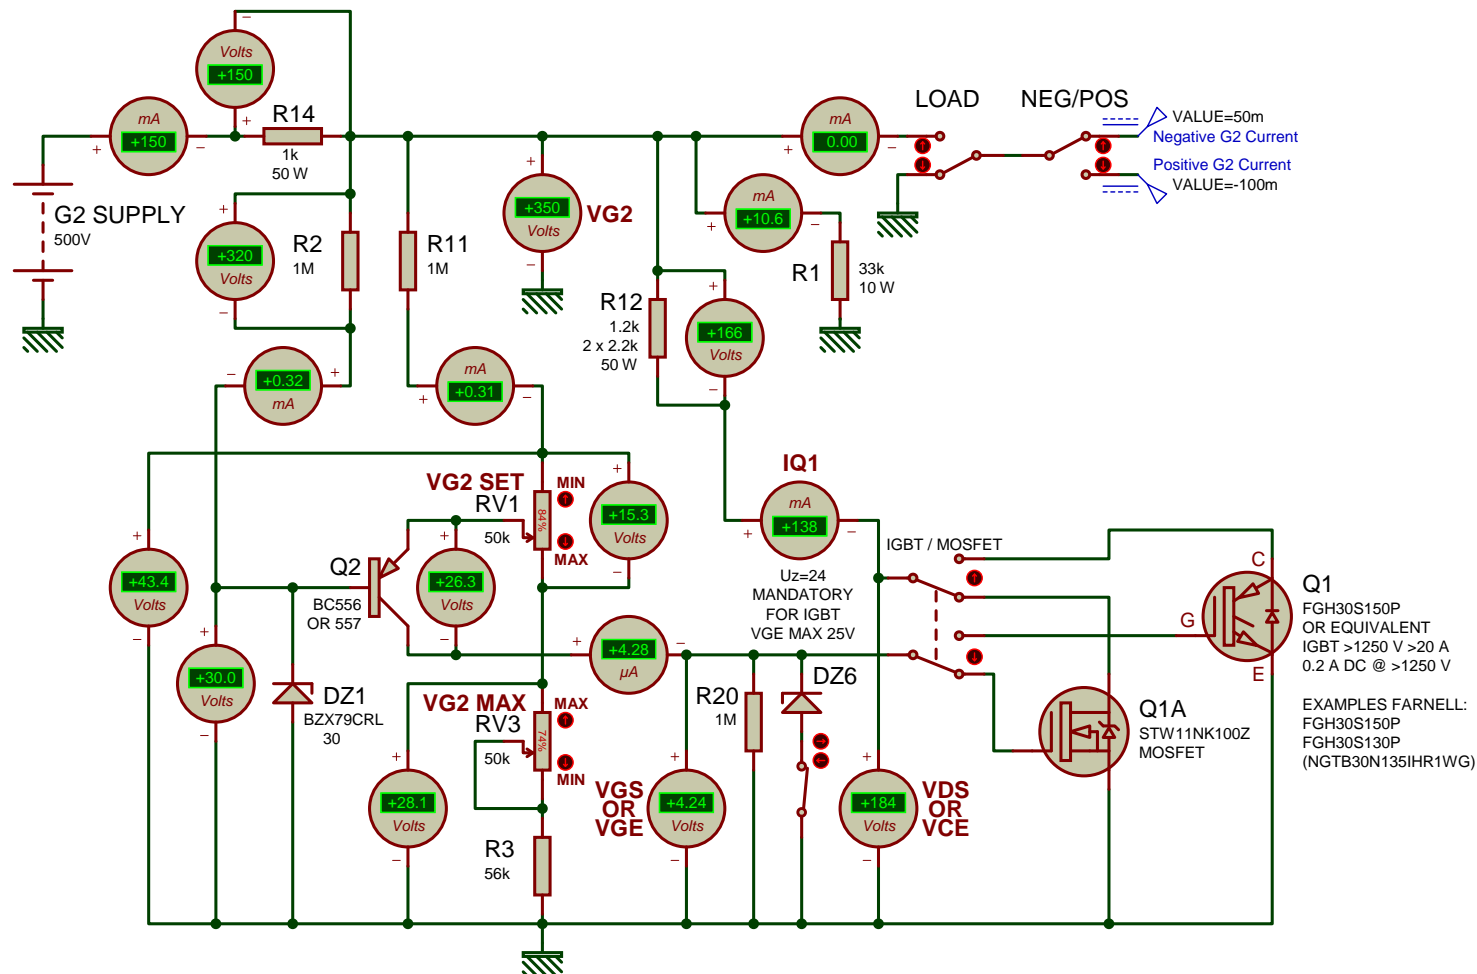 Volts
+150
mA
+150
R14
1k
50 W
G2 SUPPLY
500V
+320
Volts
R2
1M
R11
1M
+350
Volts
VG2
mA
0.00
LOAD
NEG/POS
VALUE=50m
Negative G2 Current
Positive G2 Current
VALUE=-100m
mA
+10.6
R1
33k
10 W
R12
1.2k
2 x 2.2k
50 W
+166
Volts
+0.32
mA
mA
+0.31
VG2 SET
RV1
50k
84%
MIN
MAX
+15.3
Volts
IQ1
mA
+138
IGBT / MOSFET
+43.4
Volts
Q2
BC556
OR 557
+26.3
Volts
Uz=24
MANDATORY
FOR IGBT
VGE MAX 25V
C
G
E
Q1
FGH30S150P
OR EQUIVALENT
IGBT >1250 V >20 A
0.2 A DC @ >1250 V
EXAMPLES FARNELL:
FGH30S150P
FGH30S130P
(NGTB30N135IHR1WG)
+30.0
Volts
DZ1
BZX79CRL
30
+4.28
µA
VG2 MAX
RV3
50k
74%
MAX
MIN
R20
1M
DZ6
Q1A
STW11NK100Z
MOSFET
+28.1
Volts
VGS
OR
VGE
+4.24
Volts
+184
Volts
VDS
OR
VCE
R3
56k